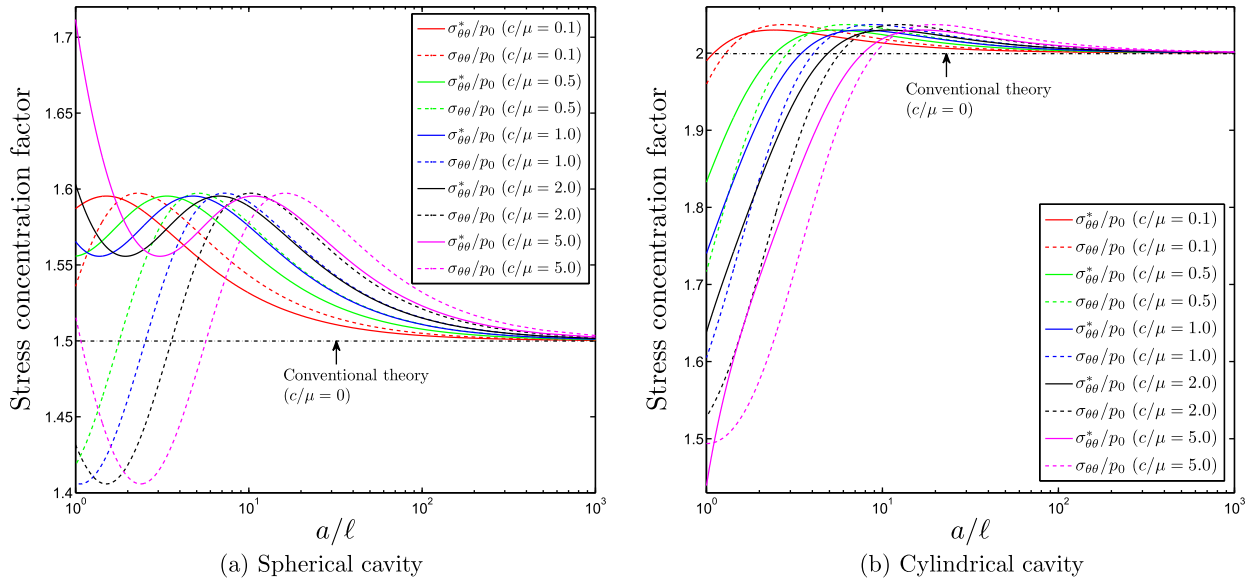 Stress concentration factor
1.7
1.65
1.6
1.55
1.5
1.45
1.4
σ*θθ/p0 (c/μ = 0.1)
σθθ/p0 (c/μ = 0.1)
σ*θθ/p0 (c/μ = 0.5)
σθθ/p0 (c/μ = 0.5)
σ*θθ/p0 (c/μ = 1.0)
σθθ/p0 (c/μ = 1.0)
σ*θθ/p0 (c/μ = 2.0)
σθθ/p0 (c/μ = 2.0)
σ*θθ/p0 (c/μ = 5.0)
σθθ/p0 (c/μ = 5.0)
Conventional theory
(c/μ = 0)
10^0 10^1 10^2 10^3
a/ℓ
(a) Spherical cavity
Stress concentration factor
2
1.9
1.8
1.7
1.6
1.5
Conventional theory
(c/μ = 0)
σ*θθ/p0 (c/μ = 0.1)
σθθ/p0 (c/μ = 0.1)
σ*θθ/p0 (c/μ = 0.5)
σθθ/p0 (c/μ = 0.5)
σ*θθ/p0 (c/μ = 1.0)
σθθ/p0 (c/μ = 1.0)
σ*θθ/p0 (c/μ = 2.0)
σθθ/p0 (c/μ = 2.0)
σ*θθ/p0 (c/μ = 5.0)
σθθ/p0 (c/μ = 5.0)
10^0 10^1 10^2 10^3
a/ℓ
(b) Cylindrical cavity